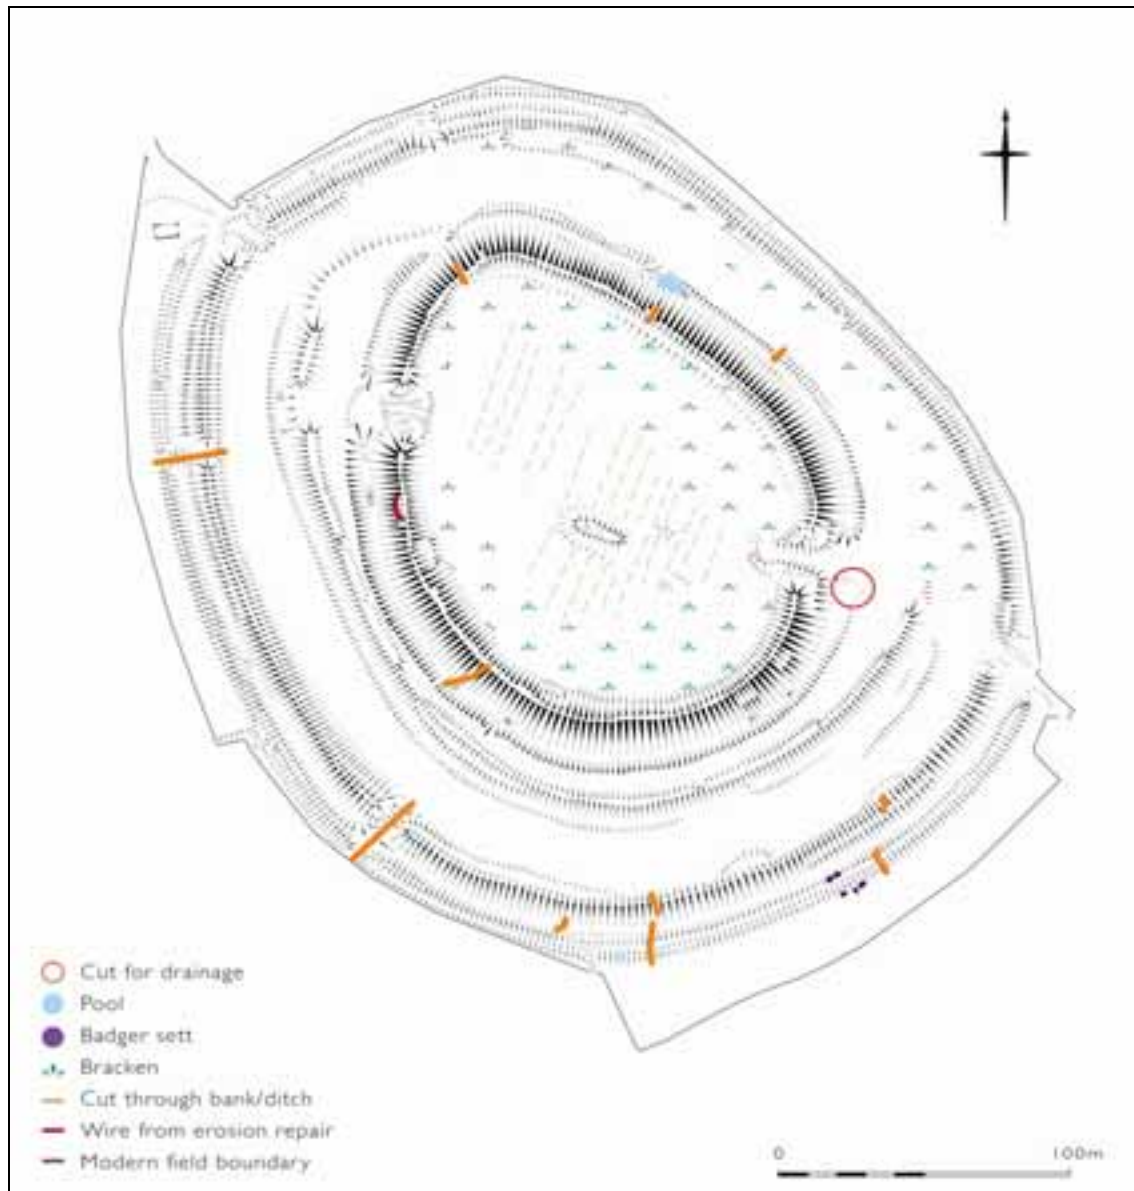 Cut for drainage
Pool
Badger sett
Bracken
Cut through bank/ditch
Wire from erosion repair
Modern field boundary
0 100m